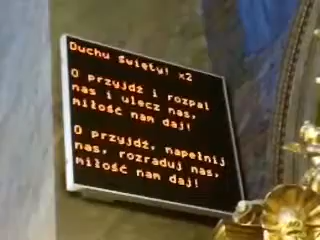 Duchu Święty! x2
O przyjdź i rozpal
nas i ulecz nas,
miłość nam daj!
O przyjdź, napełnij
nas, rozraduj nas,
miłość nam daj!